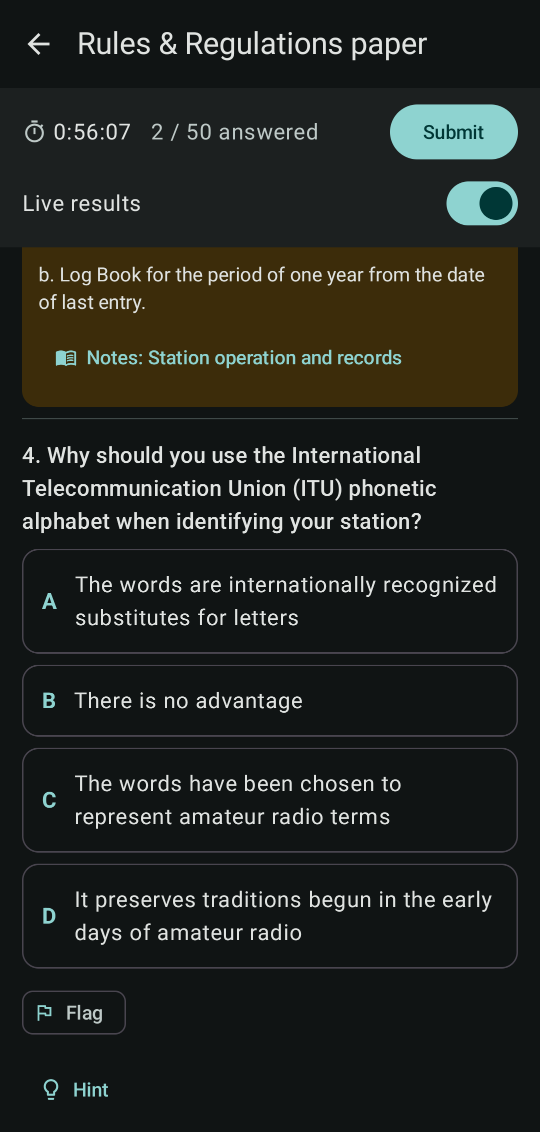 Rules & Regulations paper
0:56:07 2 / 50 answered
Submit
Live results
b. Log Book for the period of one year from the date
of last entry.
Notes: Station operation and records
4. Why should you use the International
Telecommunication Union (ITU) phonetic
alphabet when identifying your station?
A The words are internationally recognized
substitutes for letters
B There is no advantage
C The words have been chosen to
represent amateur radio terms
D It preserves traditions begun in the early
days of amateur radio
Flag
Hint